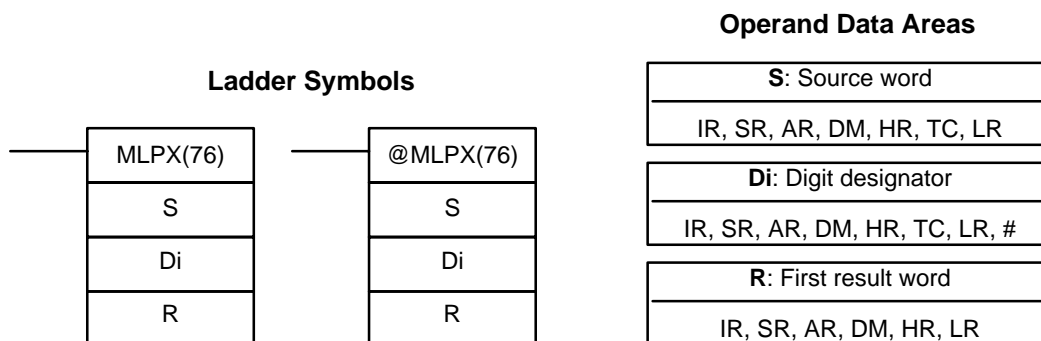 Operand Data Areas
Ladder Symbols
S: Source word
IR, SR, AR, DM, HR, TC, LR
MLPX(76)
@MLPX(76)
Di: Digit designator
S
S
IR, SR, AR, DM, HR, TC, LR, #
Di
Di
R: First result word
R
R
IR, SR, AR, DM, HR, LR